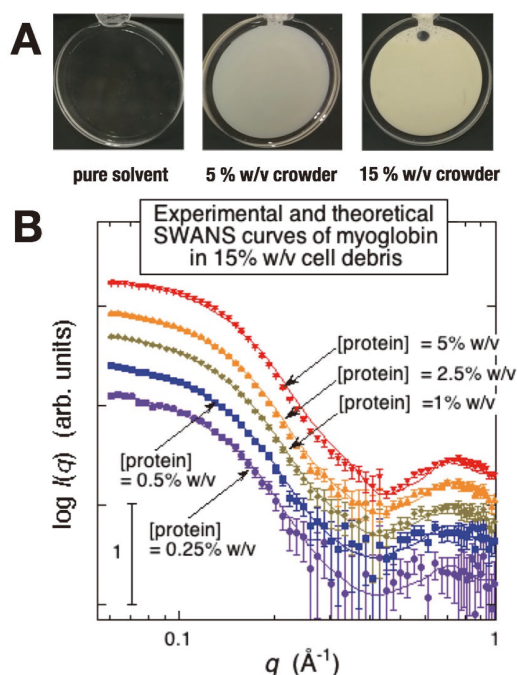 A
pure solvent
5 % w/v crowder
15 % w/v crowder
B
Experimental and theoretical
SWANS curves of myoglobin
in 15% w/v cell debris
[protein] = 5% w/v
[protein] = 2.5% w/v
[protein] =1% w/v
[protein]
= 0.5% w/v
[protein]
= 0.25% w/v
log I(q) (arb. units)
1
0.1
1
q (Å-1)